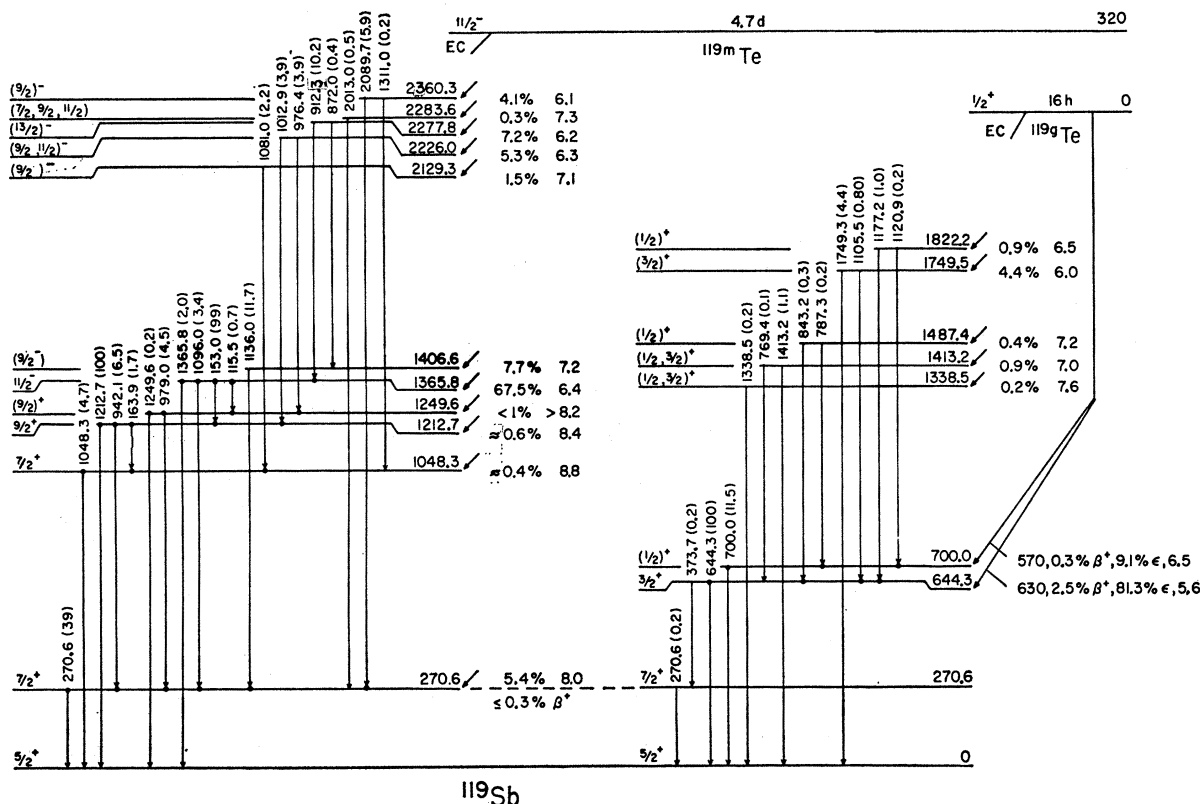 11/2⁻ 4.7 d 320
EC
¹¹⁹ᵐTe
1/2⁺ 16 h 0
EC
¹¹⁹ᵍTe
1081.0 (2.2)
1012.9 (3.9)
976.4 (3.9)
912.3 (10.2)
872.0 (0.4)
2013.0 (0.5)
2089.7 (5.9)
1311.0 (0.2)
(9/2)⁻ 2360.3 4.1% 6.1
(7/2, 9/2, 11/2) 2283.6 0.3% 7.3
(13/2)⁻ 2277.8 7.2% 6.2
(9/2, 11/2)⁻ 2226.0 5.3% 6.3
(9/2)⁻ 2129.3 1.5% 7.1
1048.3 (4.7)
1212.7 (100)
942.1 (6.5)
163.9 (1.7)
1249.6 (0.2)
979.0 (4.5)
1365.8 (2.0)
1096.0 (3.4)
153.0 (99)
115.5 (0.7)
1136.0 (11.7)
(9/2⁻) 1406.6 7.7% 7.2
11/2⁻ 1365.8 67.5% 6.4
(9/2)⁺ 1249.6 <1% >8.2
9/2⁺ 1212.7 ≈0.6% 8.4
7/2⁺ 1048.3 ≈0.4% 8.8
270.6 (39)
7/2⁺ 270.6 5.4% 8.0
≤0.3% β⁺
5/2⁺
1749.3 (4.4)
1105.5 (0.80)
1177.2 (1.0)
1120.9 (0.2)
(1/2)⁺ 1822.2 0.9% 6.5
(3/2)⁺ 1749.5 4.4% 6.0
1338.5 (0.2)
769.4 (0.1)
1413.2 (1.1)
843.2 (0.3)
787.3 (0.2)
(1/2)⁺ 1487.4 0.4% 7.2
(1/2, 3/2)⁺ 1413.2 0.9% 7.0
(1/2, 3/2)⁺ 1338.5 0.2% 7.6
373.7 (0.2)
644.3 (100)
700.0 (11.5)
(1/2)⁺ 700.0 570, 0.3% β⁺, 9.1% ε, 6.5
3/2⁺ 644.3 630, 2.5% β⁺, 81.3% ε, 5.6
270.6 (0.2)
7/2⁺ 270.6
5/2⁺ 0
¹¹⁹Sb